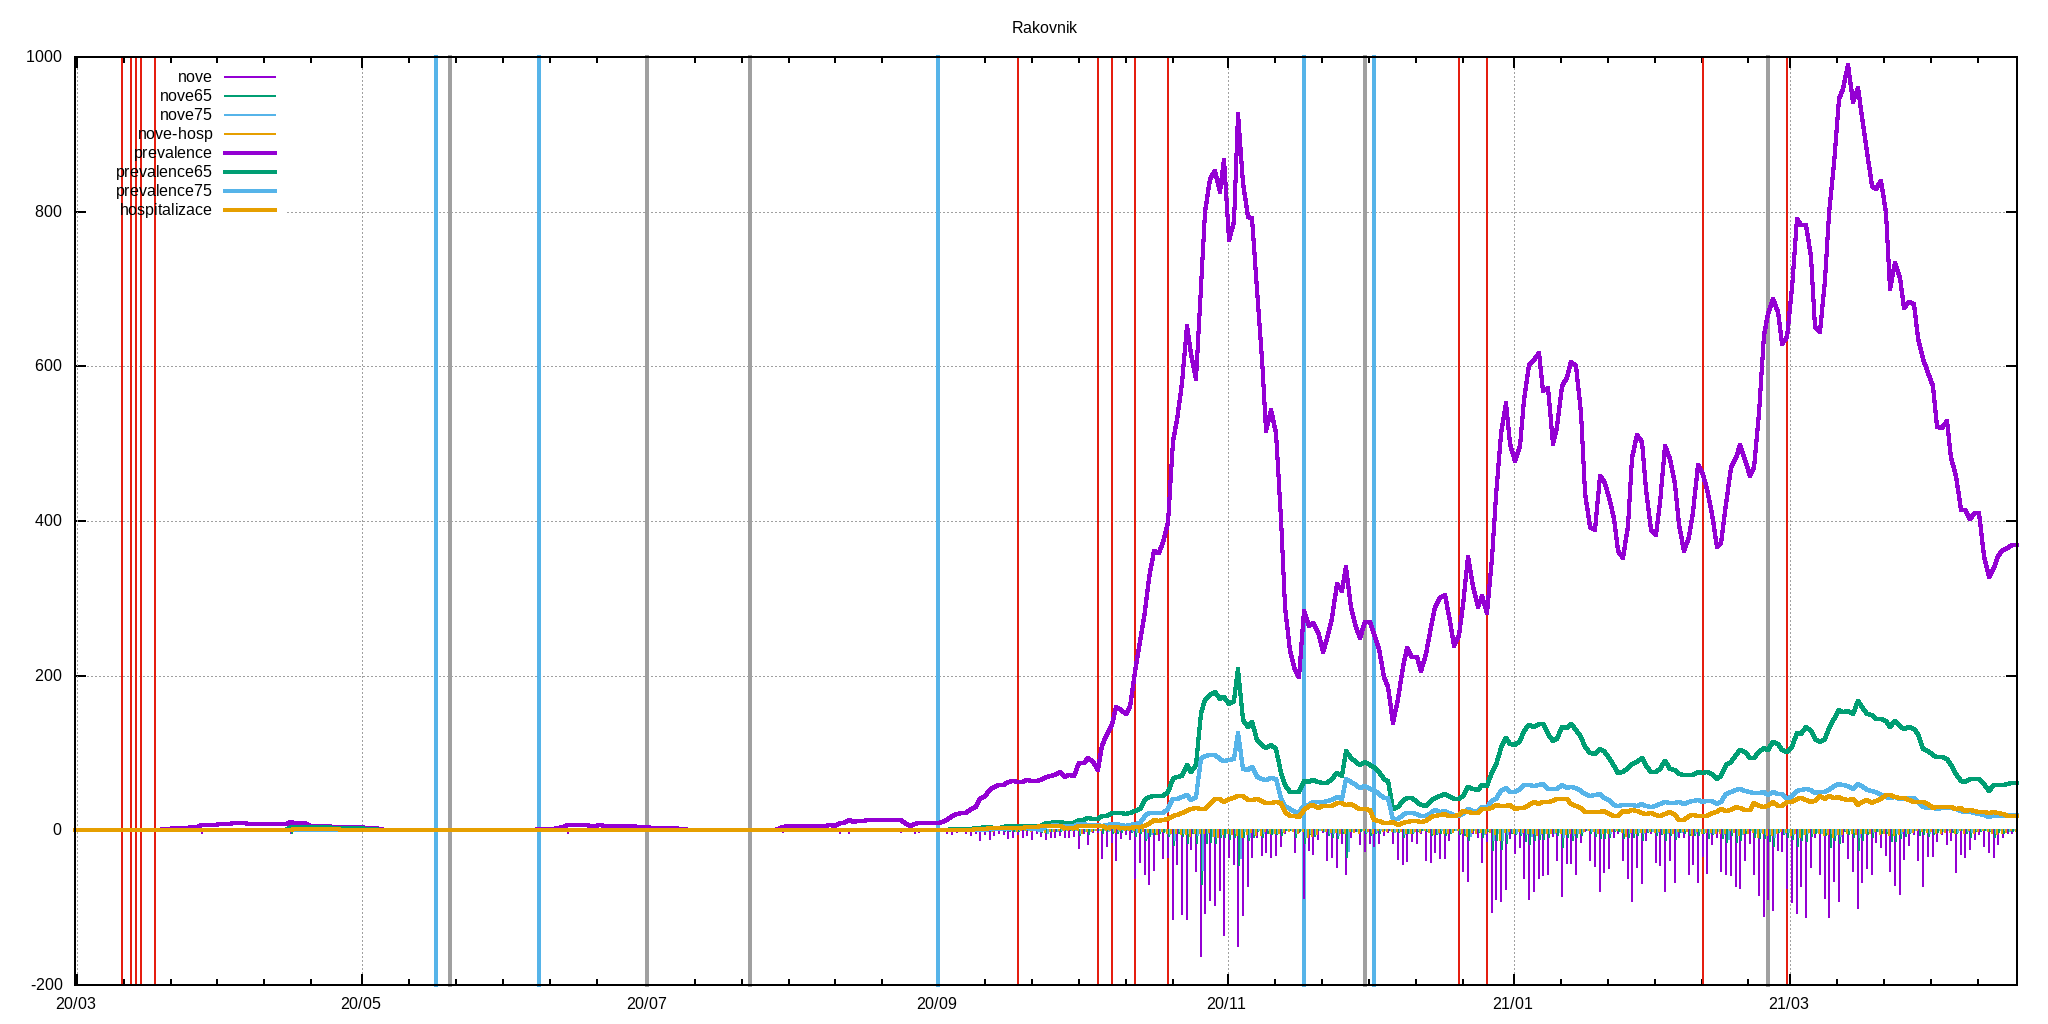 Rakovnik
1000
800
600
400
200
0
-200
nove
nove65
nove75
nove-hosp
prevalence
prevalence65
prevalence75
hospitalizace
20/03
20/05
20/07
20/09
20/11
21/01
21/03